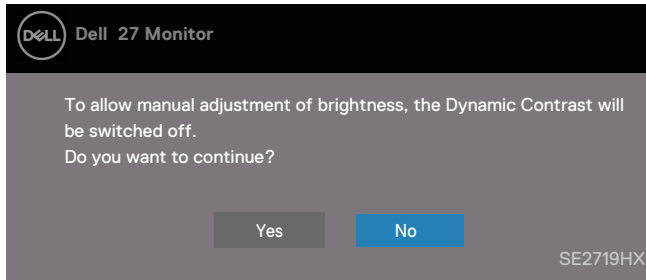 DELL Dell 27 Monitor
To allow manual adjustment of brightness, the Dynamic Contrast will
be switched off.
Do you want to continue?
Yes No
SE2719HX